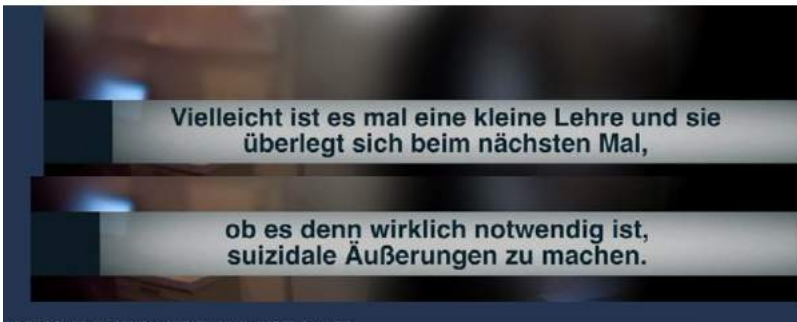 Vielleicht ist es mal eine kleine Lehre und sie
überlegt sich beim nächsten Mal,
ob es denn wirklich notwendig ist,
suizidale Äußerungen zu machen.